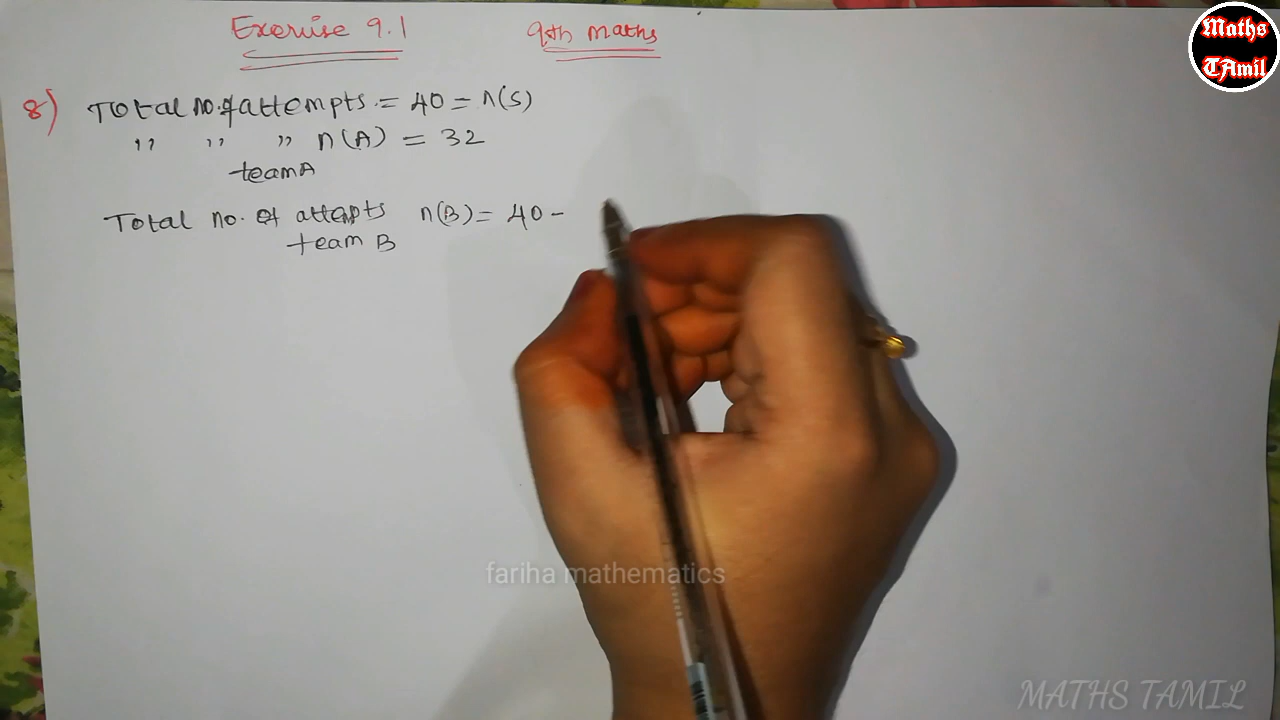 Exercise 9.1 9th maths
Maths
TAmil
8) Total no.of attempts = 40 = n(S)
,, ,, ,, n(A) = 32
team A
Total no. of attepts n(B) = 40 -
team B
fariha mathematics
MATHS TAMIL